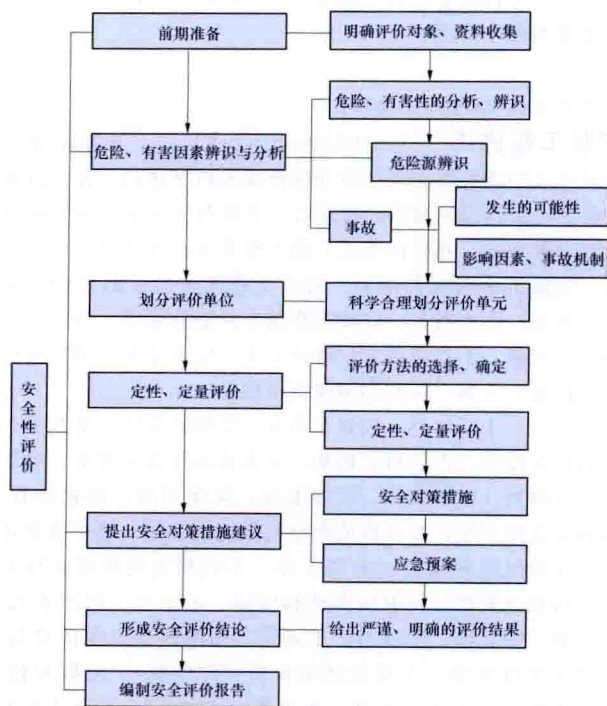 前期准备
明确评价对象、资料收集
危险、有害性的分析、辨识
危险、有害因素辨识与分析
危险源辨识
发生的可能性
事故
影响因素、事故机制
划分评价单位
科学合理划分评价单元
评价方法的选择、确定
安全性评价
定性、定量评价
定性、定量评价
安全对策措施
提出安全对策措施建议
应急预案
形成安全评价结论
给出严谨、明确的评价结果
编制安全评价报告